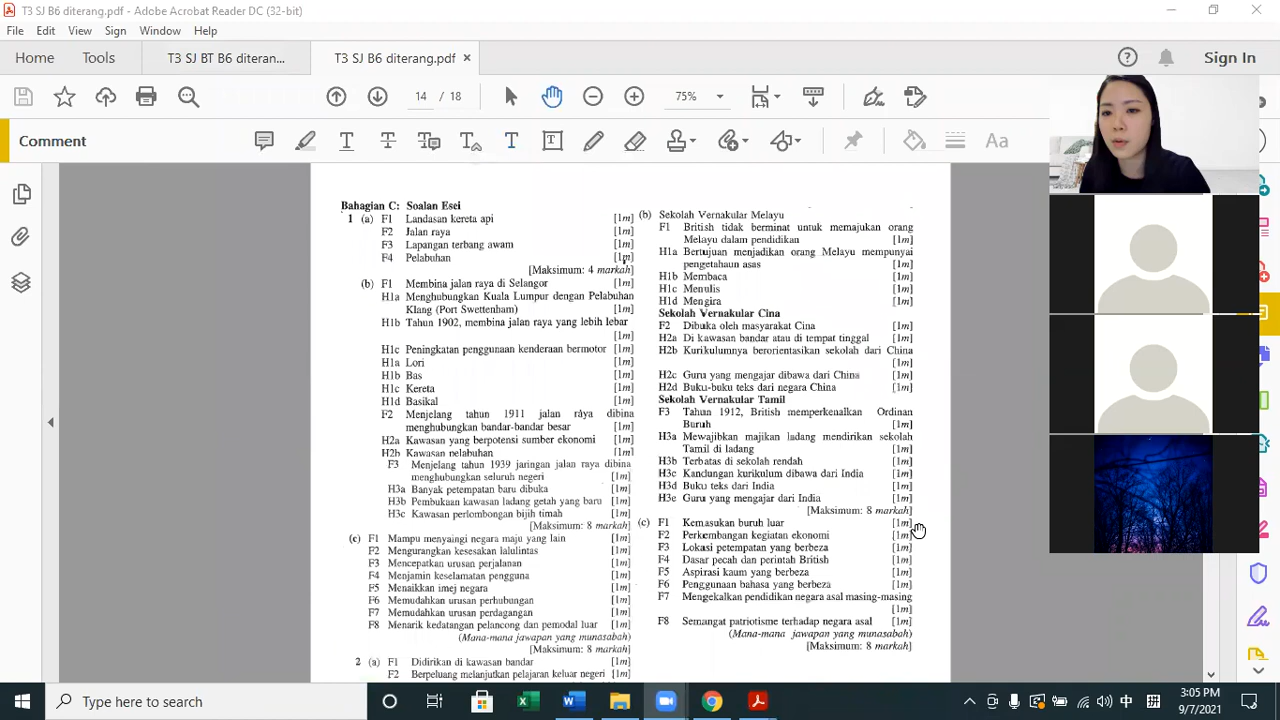 T3 SJ B6 diterang.pdf - Adobe Acrobat Reader DC (32-bit)
File Edit View Sign Window Help
Home Tools T3 SJ BT B6 diteran... T3 SJ B6 diterang.pdf × Sign In
14 / 18 75%
Comment
Bahagian C: Soalan Esei
1 (a) F1 Landasan kereta api [1m]
F2 Jalan raya [1m]
F3 Lapangan terbang awam [1m]
F4 Pelabuhan [1m]
[Maksimum: 4 markah]
(b) F1 Membina jalan raya di Selangor [1m]
H1a Menghubungkan Kuala Lumpur dengan Pelabuhan
Klang (Port Swettenham) [1m]
H1b Tahun 1902, membina jalan raya yang lebih lebar
[1m]
H1c Peningkatan penggunaan kenderaan bermotor [1m]
H1a Lori [1m]
H1b Bas [1m]
H1c Kereta [1m]
H1d Basikal [1m]
F2 Menjelang tahun 1911 jalan raya dibina
menghubungkan bandar-bandar besar [1m]
H2a Kawasan yang berpotensi sumber ekonomi [1m]
H2b Kawasan pelabuhan [1m]
F3 Menjelang tahun 1939 jaringan jalan raya dibina
menghubungkan seluruh negeri [1m]
H3a Banyak petempatan baru dibuka [1m]
H3b Pembukaan kawasan ladang getah yang baru [1m]
H3c Kawasan perlombongan bijih timah [1m]
[Maksimum: 8 markah]
(c) F1 Mampu menyaingi negara maju yang lain [1m]
F2 Mengurangkan kesesakan lalulintas [1m]
F3 Mencepatkan urusan perjalanan [1m]
F4 Menjamin keselamatan pengguna [1m]
F5 Menaikkan imej negara [1m]
F6 Memudahkan urusan perhubungan [1m]
F7 Memudahkan urusan perdagangan [1m]
F8 Menarik kedatangan pelancong dan pemodal luar [1m]
(Mana-mana jawapan yang munasabah)
[Maksimum: 8 markah]
2 (a) F1 Didirikan di kawasan bandar [1m]
F2 Berpeluang melanjutkan pelajaran keluar negeri [1m]
(b) Sekolah Vernakular Melayu
F1 British tidak berminat untuk memajukan orang
Melayu dalam pendidikan [1m]
H1a Bertujuan menjadikan orang Melayu mempunyai
pengetahaun asas [1m]
H1b Membaca [1m]
H1c Menulis [1m]
H1d Mengira [1m]
Sekolah Vernakular Cina
F2 Dibuka oleh masyarakat Cina [1m]
H2a Di kawasan bandar atau di tempat tinggal [1m]
H2b Kurikulumnya berorientasikan sekolah dari China
[1m]
H2c Guru yang mengajar dibawa dari China [1m]
H2d Buku-buku teks dari negara China [1m]
Sekolah Vernakular Tamil
F3 Tahun 1912, British memperkenalkan Ordinan
Buruh [1m]
H3a Mewajibkan majikan ladang mendirikan sekolah
Tamil di ladang [1m]
H3b Terbatas di sekolah rendah [1m]
H3c Kandungan kurikulum dibawa dari India [1m]
H3d Buku teks dari India [1m]
H3e Guru yang mengajar dari India [1m]
[Maksimum: 8 markah]
(c) F1 Kemasukan buruh luar [1m]
F2 Perkembangan kegiatan ekonomi [1m]
F3 Lokasi petempatan yang berbeza [1m]
F4 Dasar pecah dan perintah British [1m]
F5 Aspirasi kaum yang berbeza [1m]
F6 Penggunaan bahasa yang berbeza [1m]
F7 Mengekalkan pendidikan negara asal masing-masing
[1m]
F8 Semangat patriotisme terhadap negara asal [1m]
(Mana-mana jawapan yang munasabah)
[Maksimum: 8 markah]
Type here to search
中 拼 3:05 PM
9/7/2021